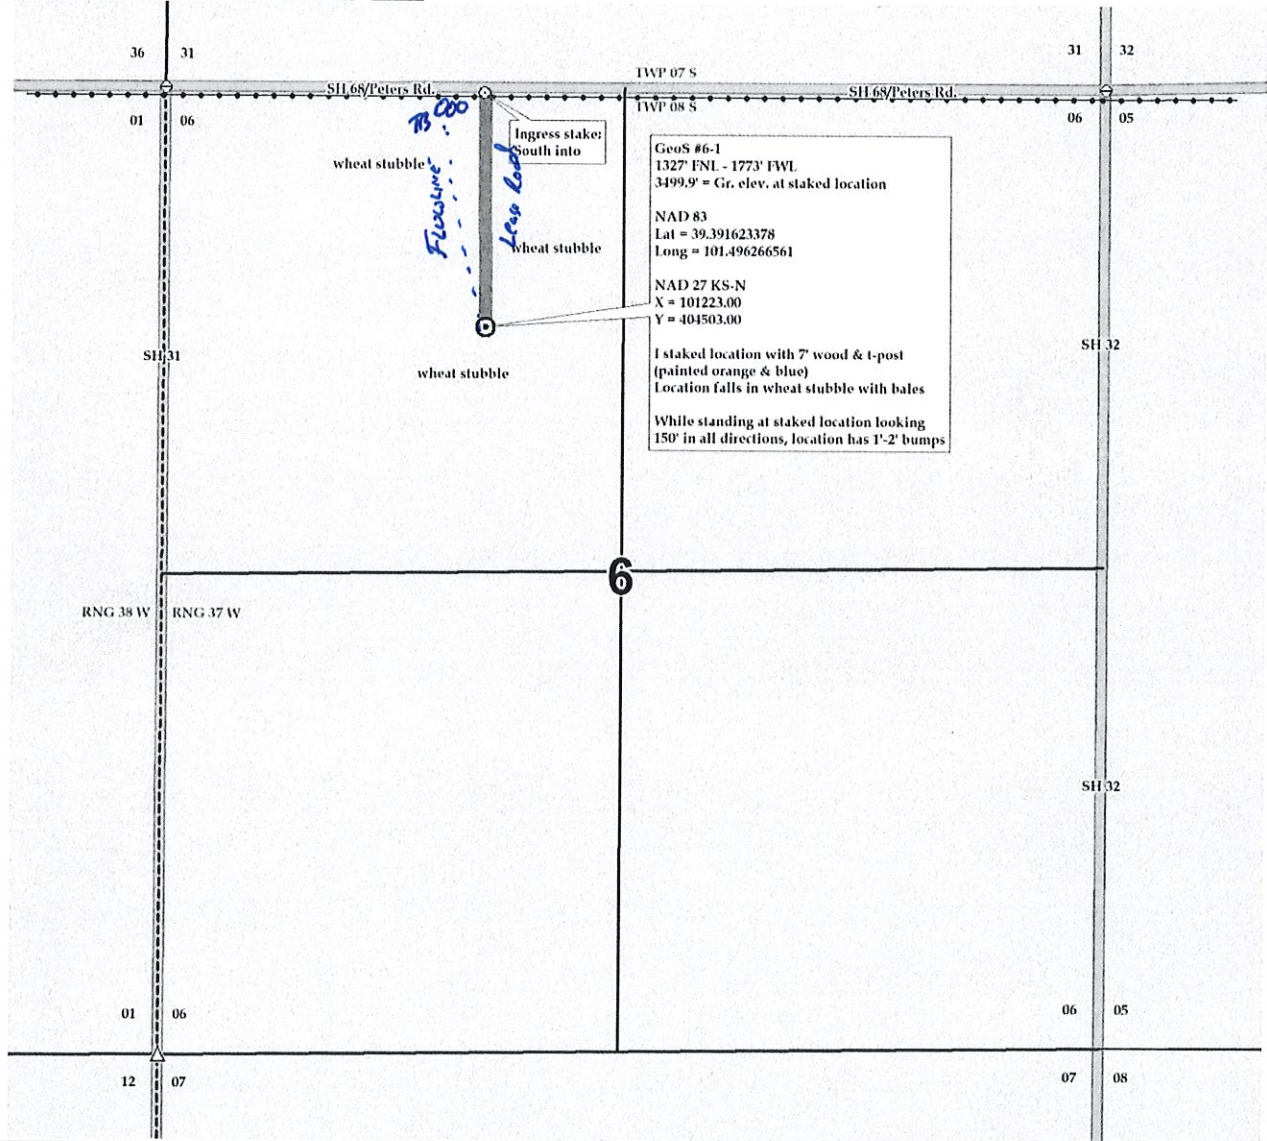 36 31
31 32
TWP 07 S
SH 68/Peters Rd.
SH 68/Peters Rd.
TWP 08 S
01 06
TB 000
06 05
Ingress stake:
South into
wheat stubble
Flowline
Lease Road
wheat stubble
GeoS #6-1
1327' FNL - 1773' FWL
3499.9' = Gr. elev. at staked location
NAD 83
Lat = 39.391623378
Long = 101.496266561
NAD 27 KS-N
X = 101223.00
Y = 404503.00
I staked location with 7' wood & t-post
(painted orange & blue)
Location falls in wheat stubble with bales
While standing at staked location looking
150' in all directions, location has 1'-2' bumps
SH 31
SH 32
wheat stubble
6
RNG 38 W RNG 37 W
SH 32
01 06
06 05
12 07
07 08